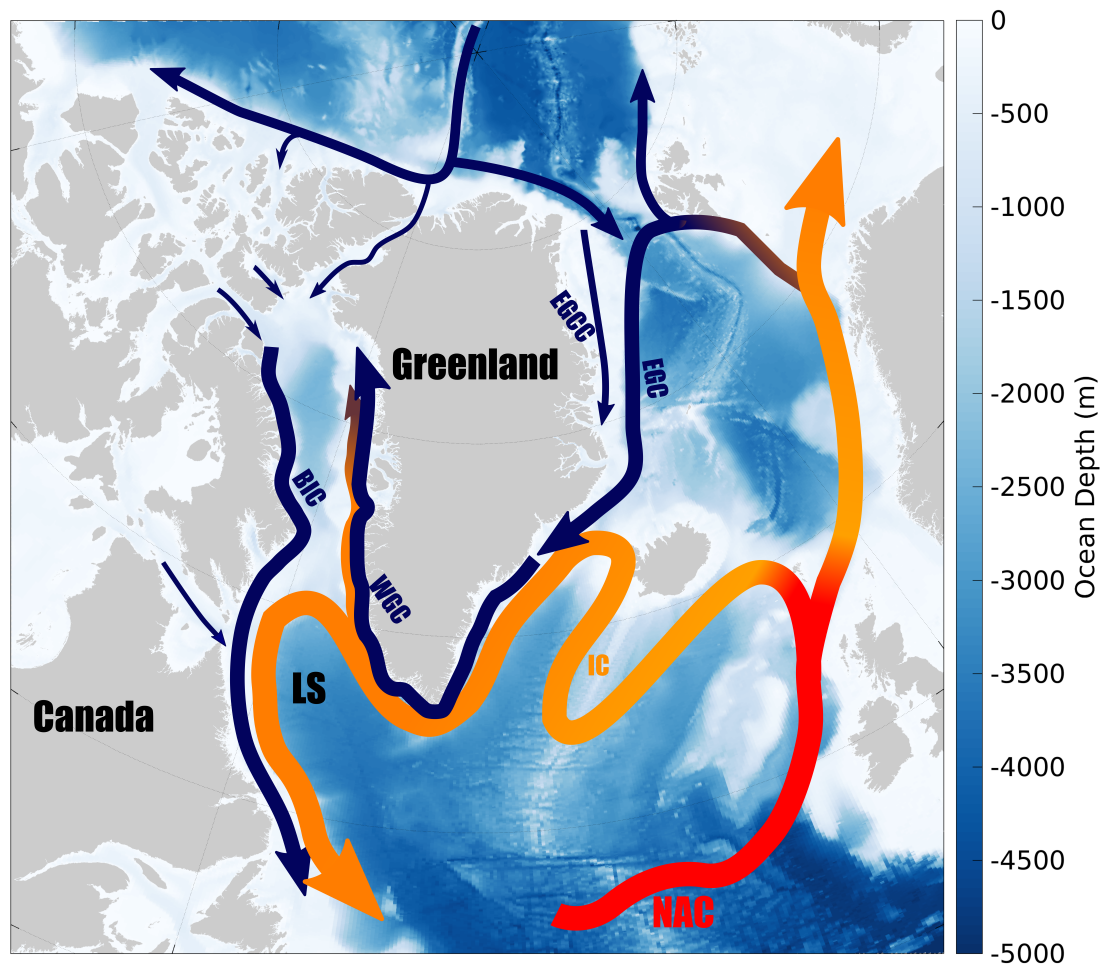 Greenland
EGCC
EGC
BIC
WGC
IC
LS
Canada
NAC
0
-500
-1000
-1500
-2000
-2500
-3000
-3500
-4000
-4500
-5000
Ocean Depth (m)